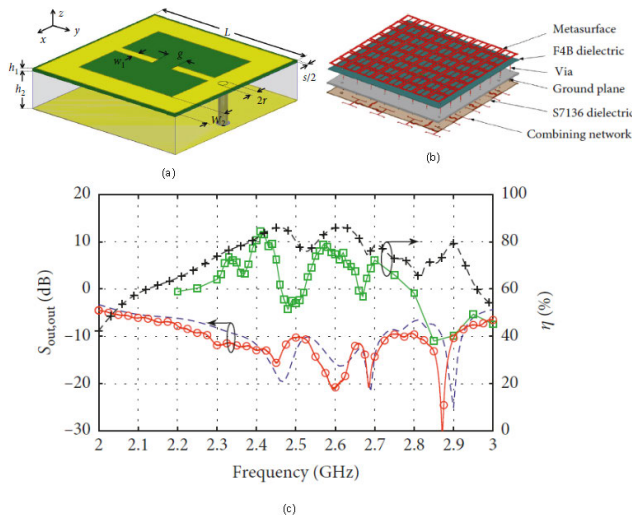 z
x
y
L
w1
g
h1
h2
s/2
2r
W2
(a)
Metasurface
F4B dielectric
Via
Ground plane
S7136 dielectric
Combining network
(b)
20
10
0
−10
−20
−30
S out,out (dB)
100
80
60
40
20
0
η (%)
2
2.1
2.2
2.3
2.4
2.5
2.6
2.7
2.8
2.9
3
Frequency (GHz)
(c)